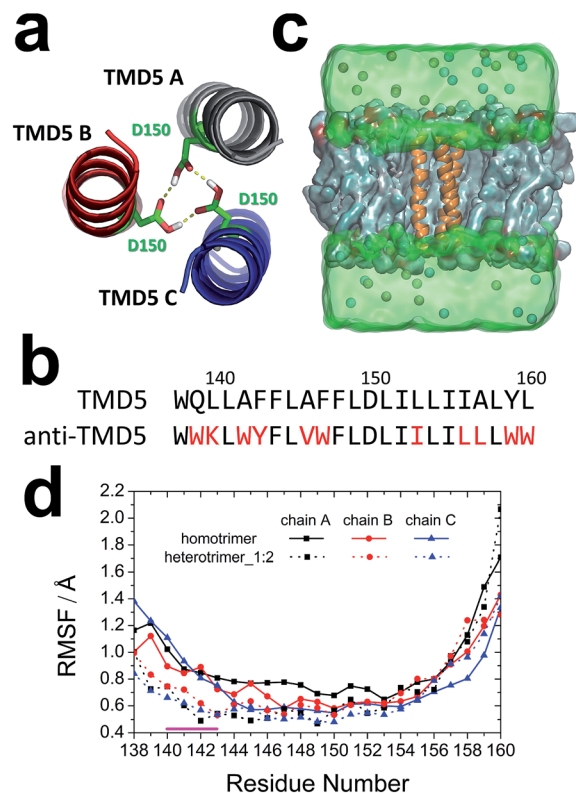 a
TMD5 A
TMD5 B
D150
D150
D150
TMD5 C
c
b
140 150 160
TMD5 WQLLAFFLAFFLDLILLIIALYL
anti-TMD5 WWKLWYFLVWFLDLIILILLLWW
d
chain A chain B chain C
homotrimer
heterotrimer_1:2
RMSF / Å
2.2
2.0
1.8
1.6
1.4
1.2
1.0
0.8
0.6
0.4
138 140 142 144 146 148 150 152 154 156 158 160
Residue Number